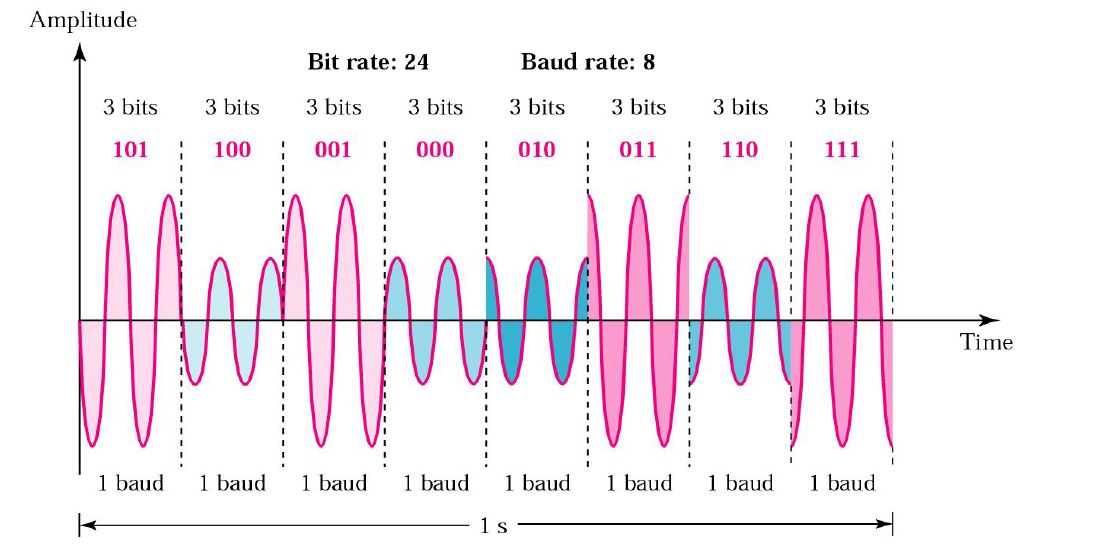 Amplitude
Bit rate: 24 Baud rate: 8
3 bits 3 bits 3 bits 3 bits 3 bits 3 bits 3 bits 3 bits
101 100 001 000 010 011 110 111
Time
1 baud 1 baud 1 baud 1 baud 1 baud 1 baud 1 baud 1 baud
1 s